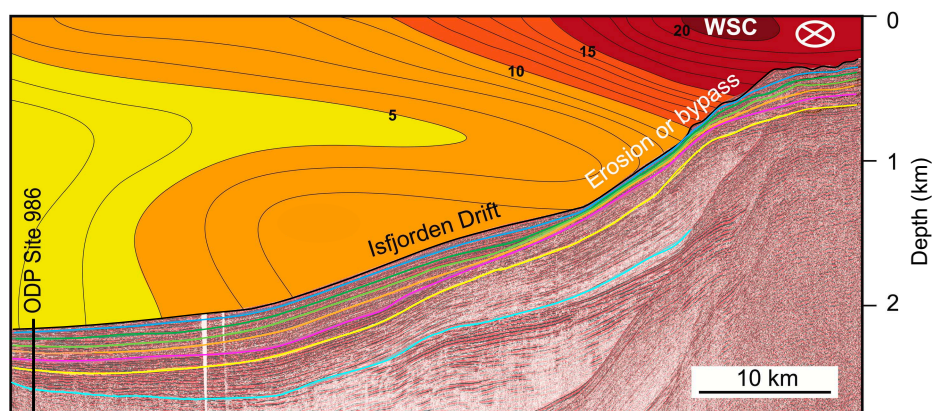 WSC
0
20
15
10
5
Erosion or bypass
1
Depth (km)
Isfjorden Drift
ODP Site 986
2
10 km